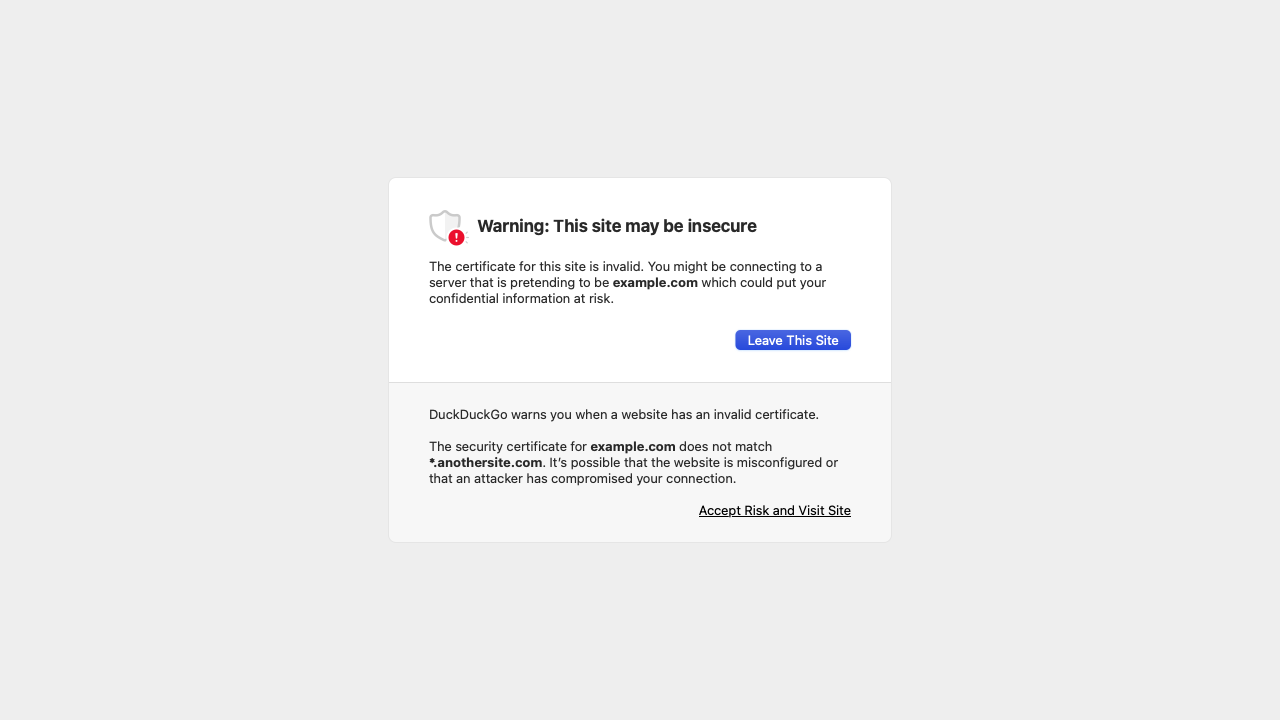 Warning: This site may be insecure
The certificate for this site is invalid. You might be connecting to a
server that is pretending to be example.com which could put your
confidential information at risk.
Leave This Site
DuckDuckGo warns you when a website has an invalid certificate.
The security certificate for example.com does not match
*.anothersite.com. It’s possible that the website is misconfigured or
that an attacker has compromised your connection.
Accept Risk and Visit Site